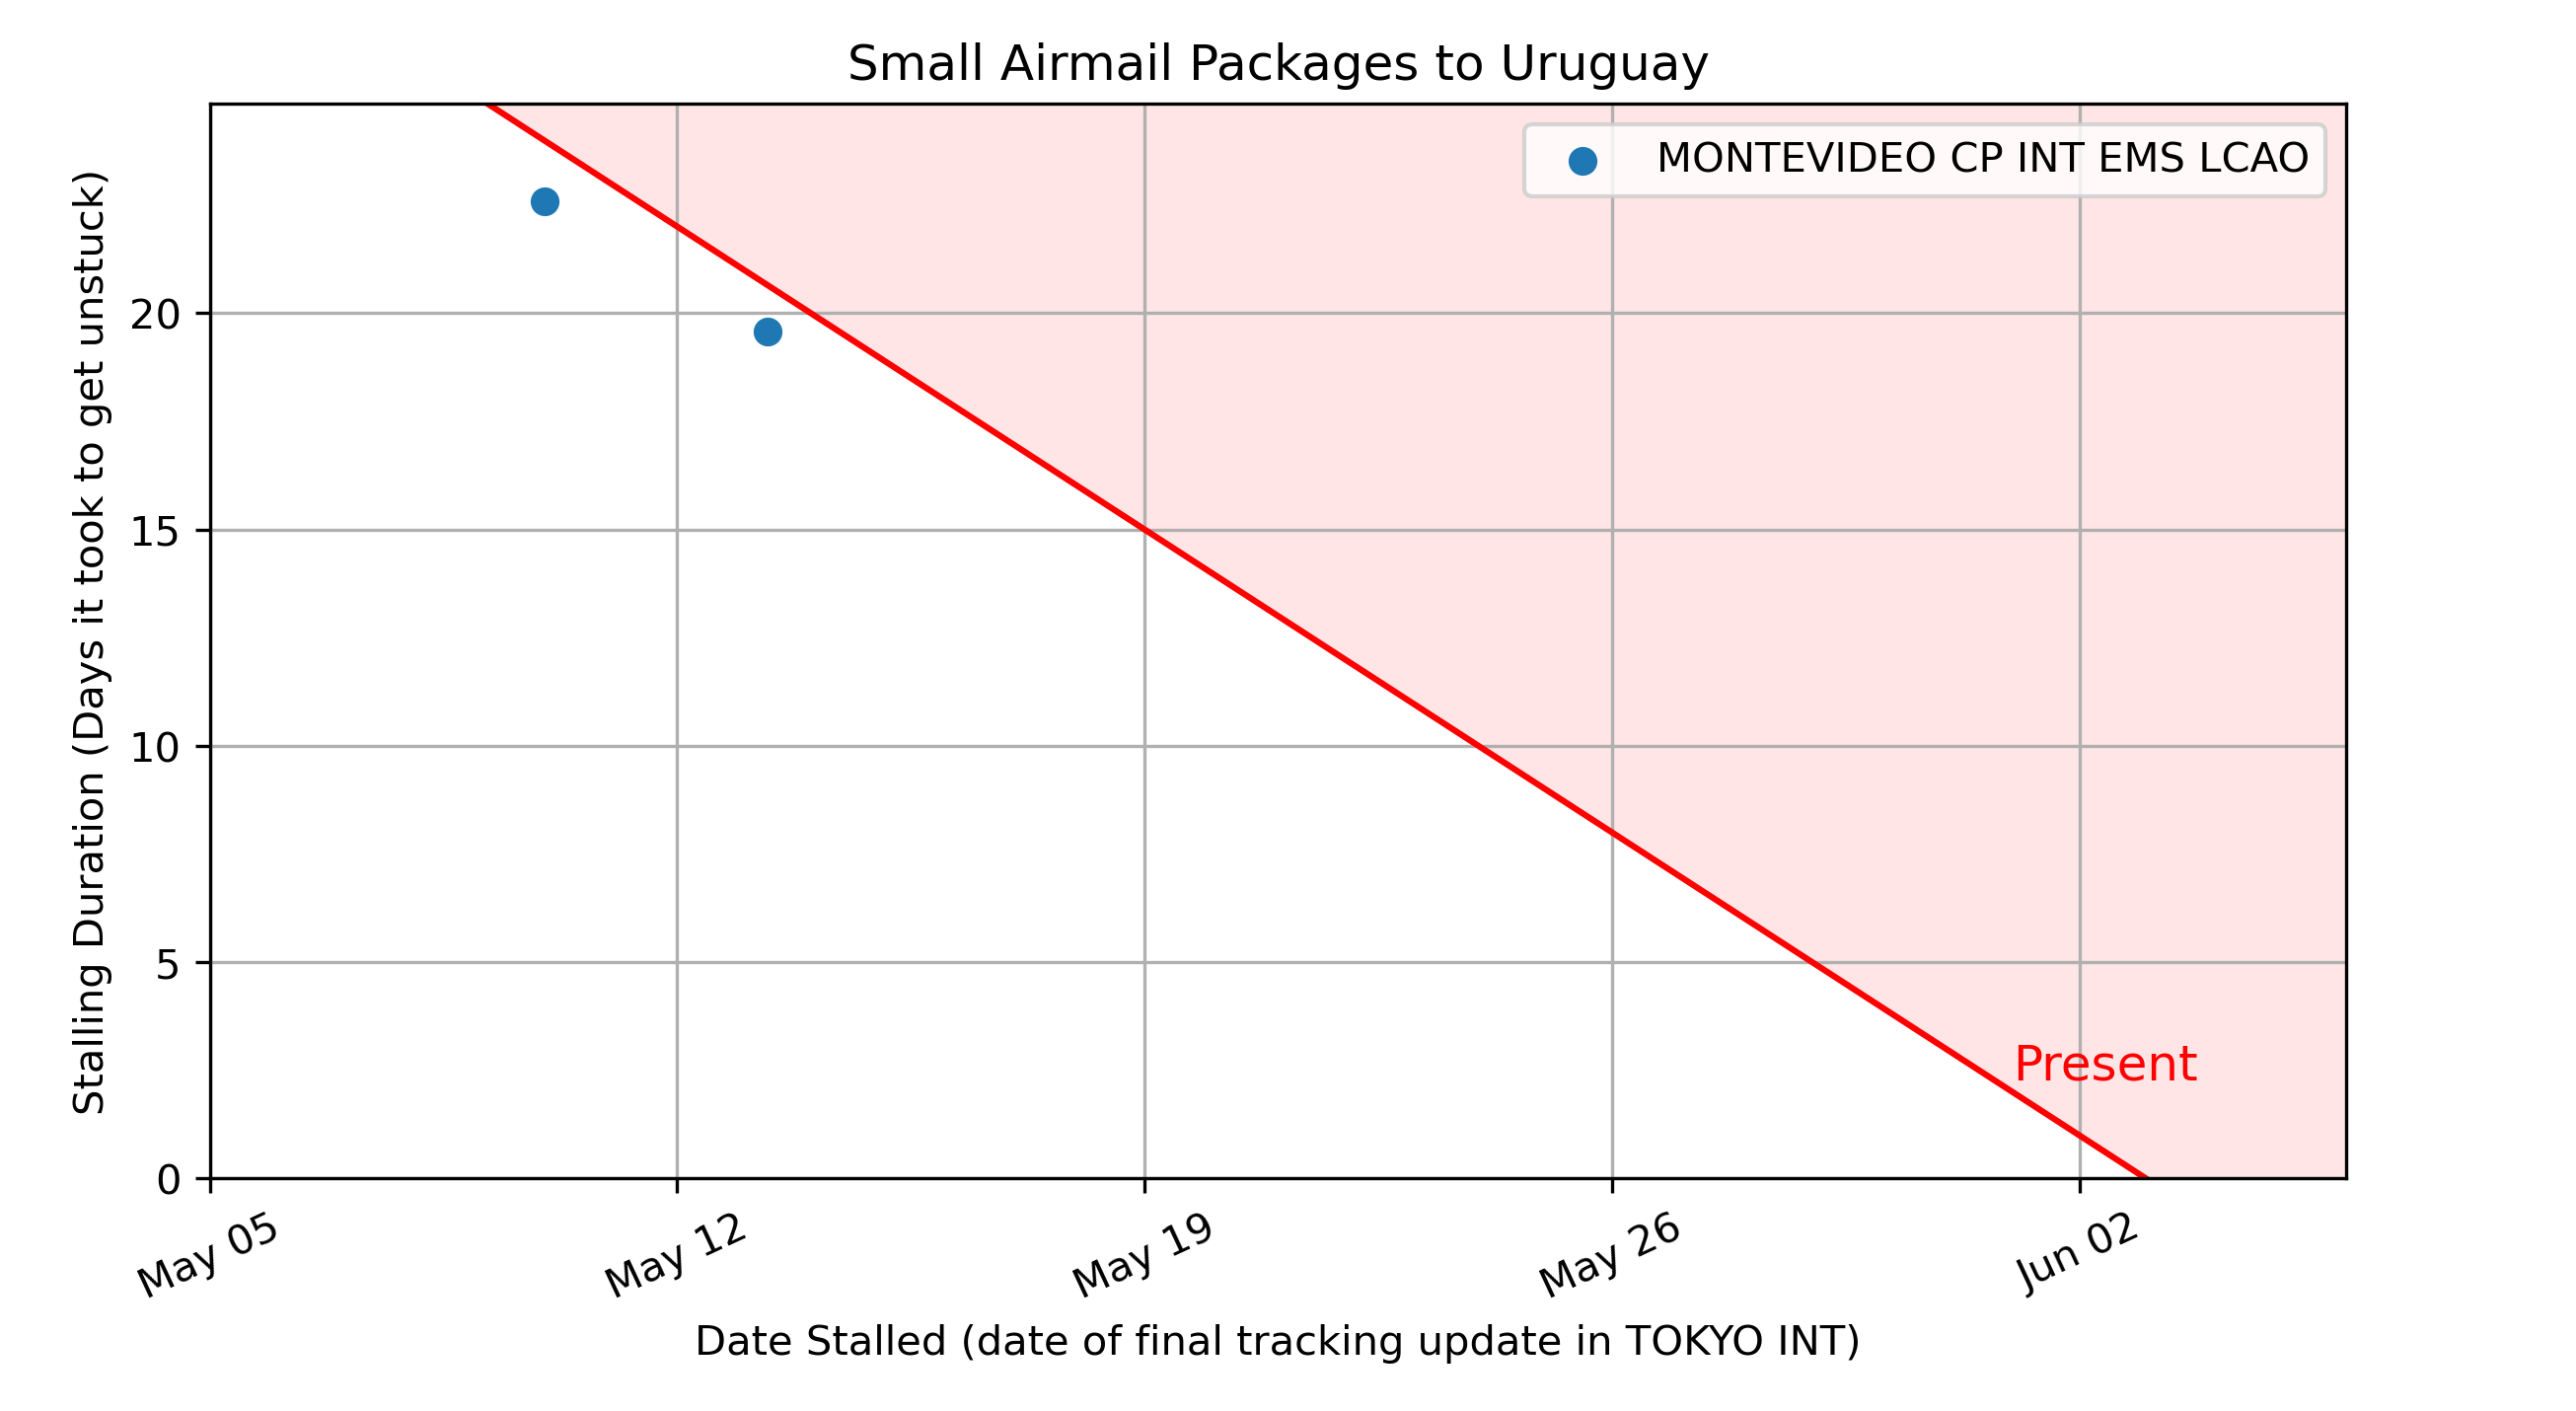 Small Airmail Packages to Uruguay
MONTEVIDEO CP INT EMS LCAO
Stalling Duration (Days it took to get unstuck)
20
15
10
5
0
Present
May 05
May 12
May 19
May 26
Jun 02
Date Stalled (date of final tracking update in TOKYO INT)